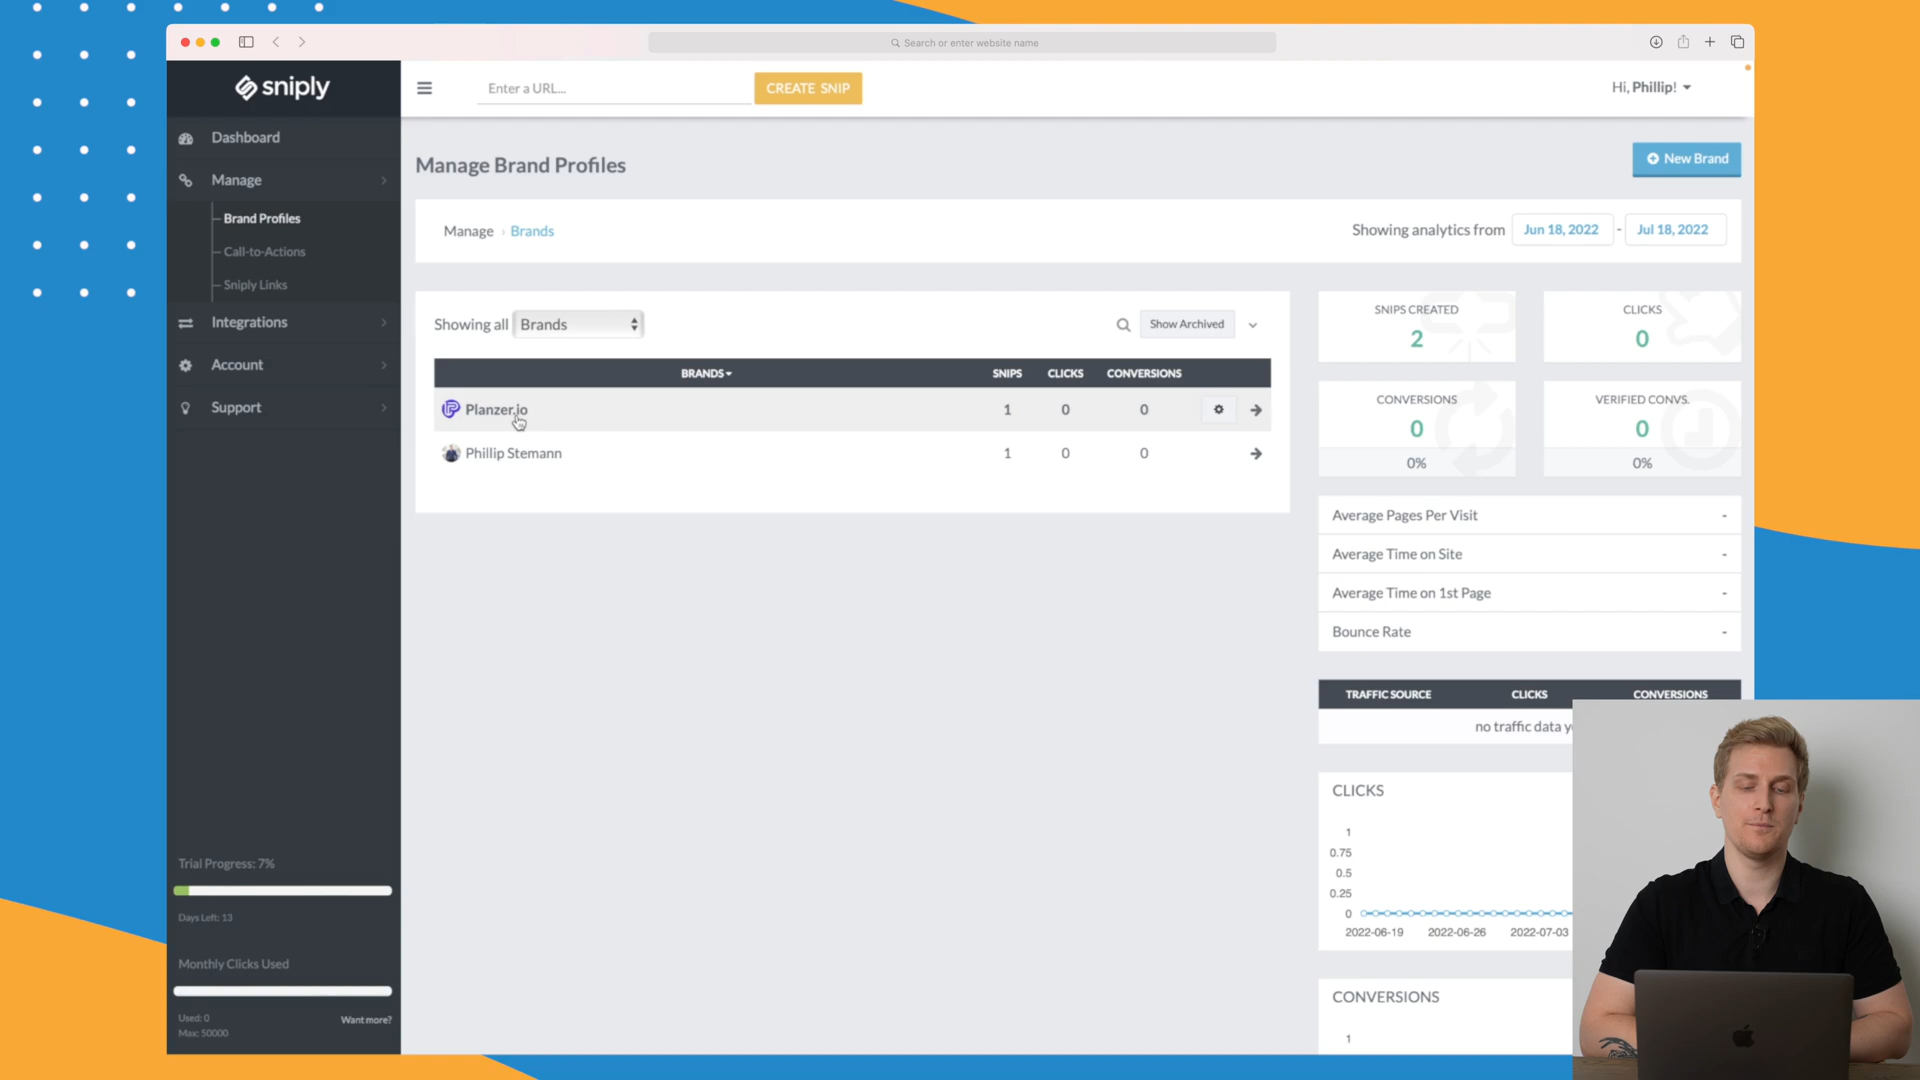 Search or enter website name
sniply
Enter a URL...
CREATE SNIP
Hi, Phillip!
Dashboard
Manage
Brand Profiles
Call-to-Actions
Sniply Links
Integrations
Account
Support
Trial Progress: 7%
Days Left: 13
Monthly Clicks Used
Used: 0
Max: 50000
Want more?
Manage Brand Profiles
New Brand
Manage › Brands
Showing analytics from Jun 18, 2022 - Jul 18, 2022
Showing all Brands
Show Archived
BRANDS SNIPS CLICKS CONVERSIONS
Planzer.io 1 0 0
Phillip Stemann 1 0 0
SNIPS CREATED
2
CLICKS
0
CONVERSIONS
0
0%
VERIFIED CONVS.
0
0%
Average Pages Per Visit -
Average Time on Site -
Average Time on 1st Page -
Bounce Rate -
TRAFFIC SOURCE CLICKS CONVERSIONS
no traffic data y
CLICKS
1
0.75
0.5
0.25
0
2022-06-19 2022-06-26 2022-07-03
CONVERSIONS
1